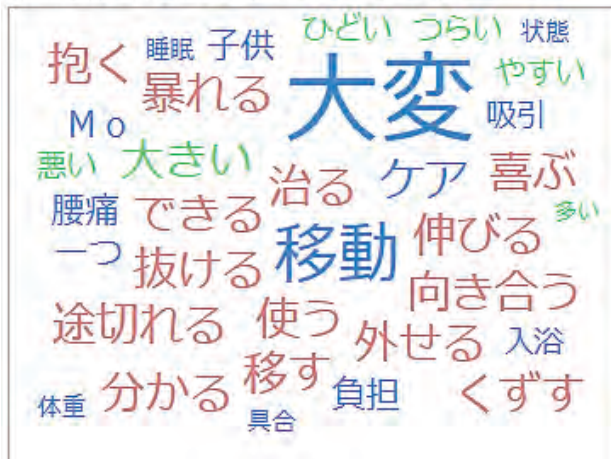 ひどい つらい 状態
抱く 睡眠 子供
暴れる 大変 やすい
Mo 吸引
悪い 大きい
治る ケア 喜ぶ
腰痛 できる 多い
一つ 移動 伸びる
抜ける 向き合う
途切れる 使う 外せる 入浴
体重 分かる 移す 負担 くずす
具合